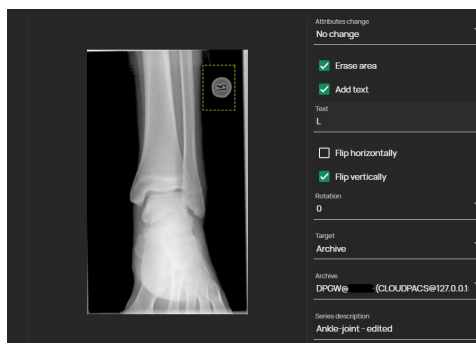 Attributes change
No change
Erase area
Add text
Text
L
Flip horizontally
Flip vertically
Rotation
0
Target
Archive
Archive
DPGW@ (CLOUDPACS@127.0.0.1:
Series description
Ankle-joint - edited